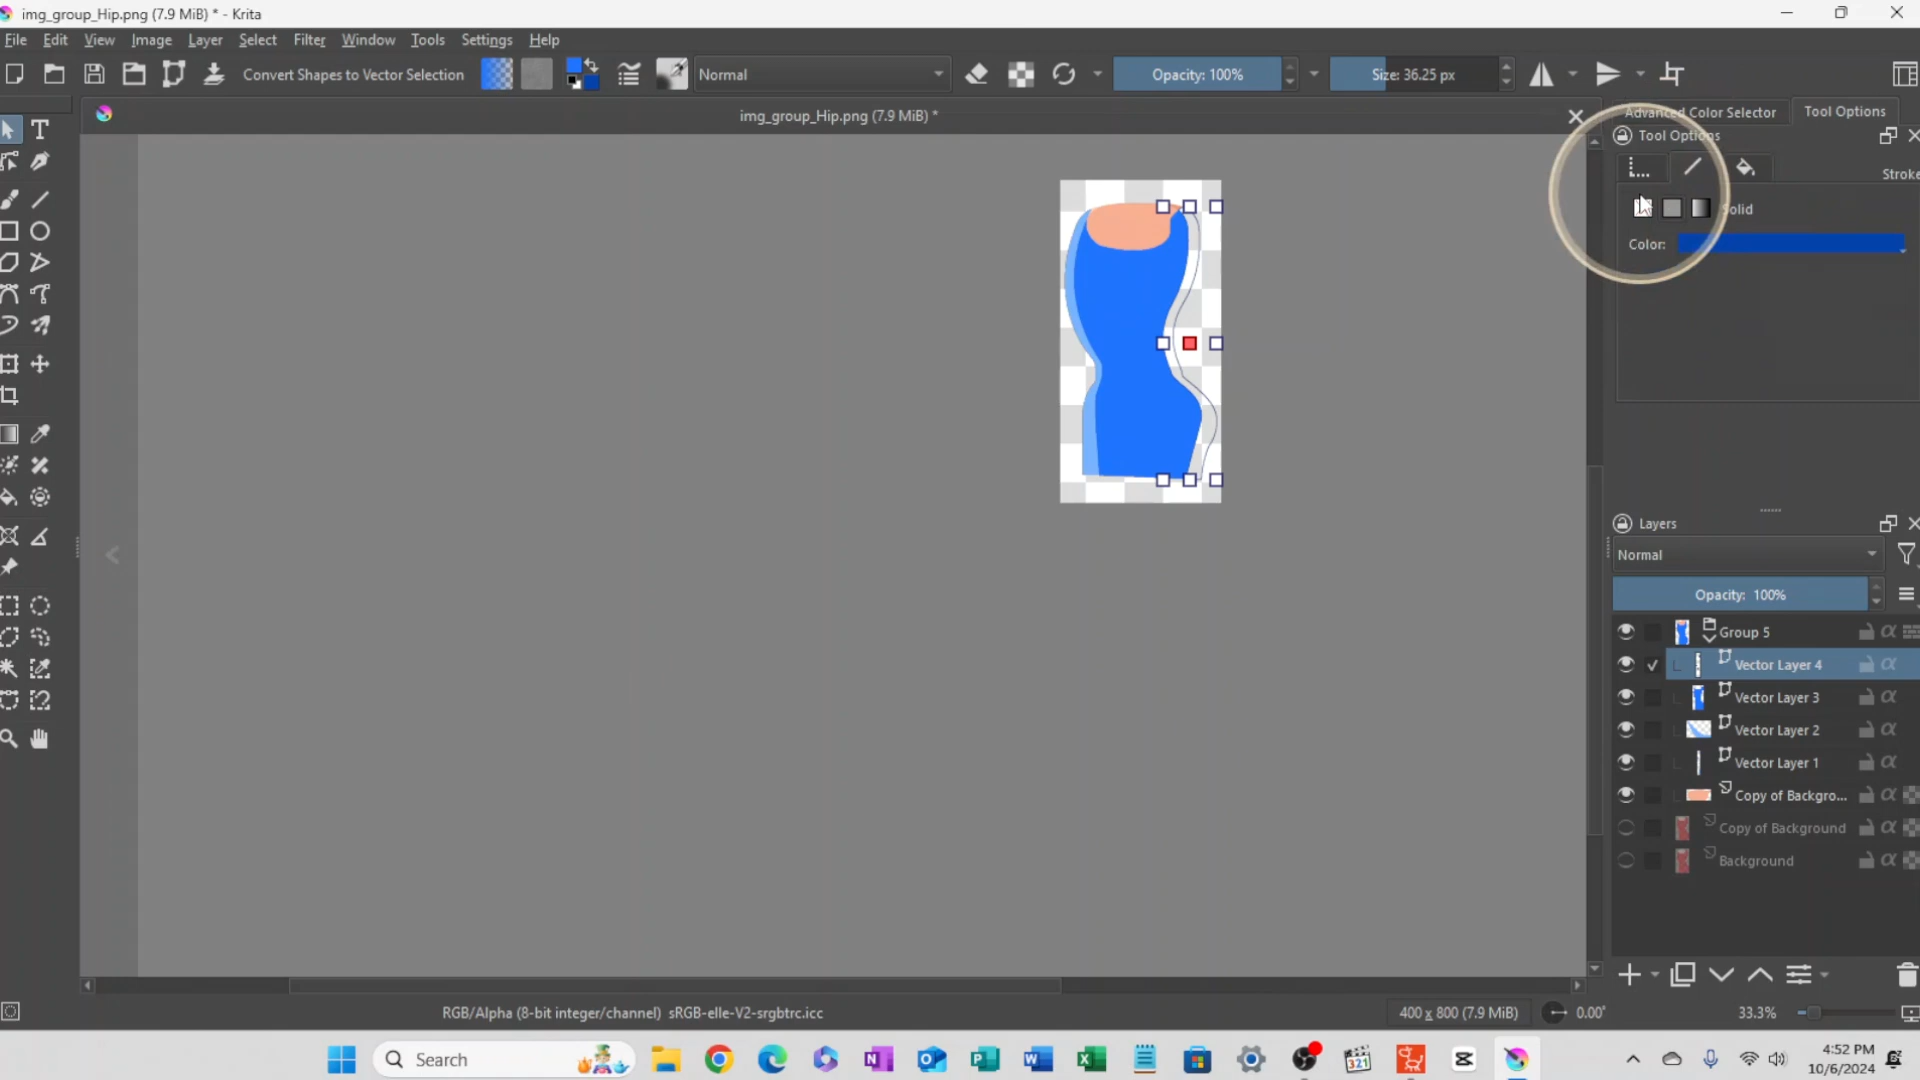 img_group_Hip.png (7.9 MiB) * - Krita
File Edit View Image Layer Select Filter Window Tools Settings Help
Convert Shapes to Vector Selection Normal Opacity: 100% Size: 36.25 px
img_group_Hip.png (7.9 MiB) *
Advanced Color Selector Tool Options
Tool Options
Stroke
Solid
Color:
Layers
Normal
Opacity: 100%
Group 5
Vector Layer 4
Vector Layer 3
Vector Layer 2
Vector Layer 1
Copy of Backgro...
Copy of Background
Background
RGB/Alpha (8-bit integer/channel) sRGB-elle-V2-srgbtrc.icc 400 x 800 (7.9 MiB) 0.00° 33.3%
Search
321
4:52 PM
10/6/2024